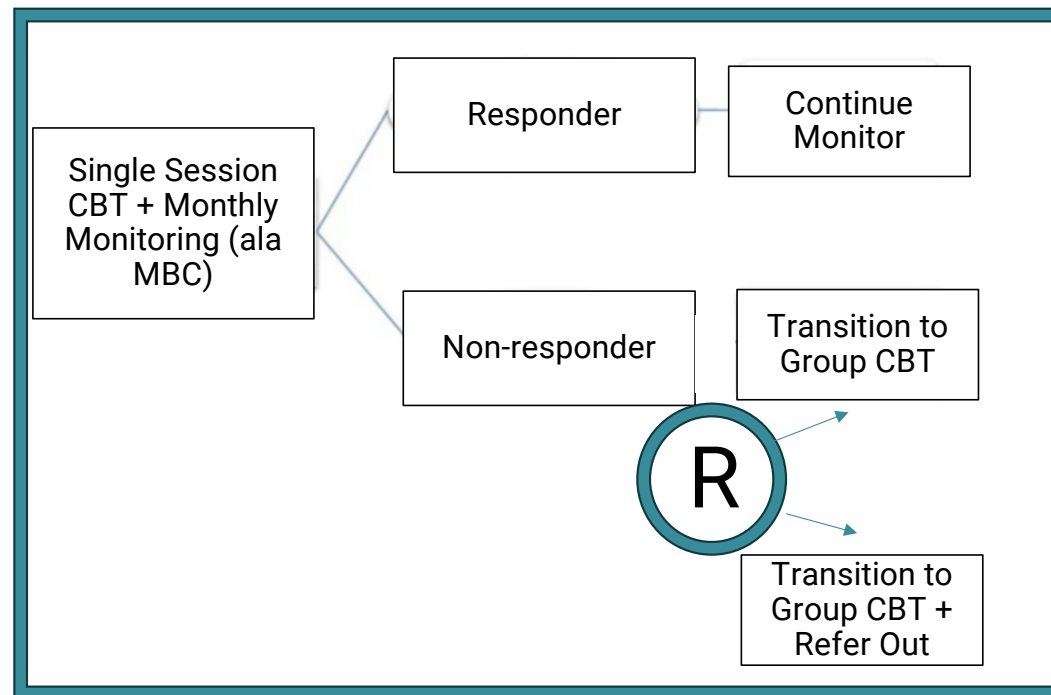 Single Session
CBT + Monthly
Monitoring (ala
MBC)
Responder
Continue
Monitor
Non-responder
Transition to
Group CBT
R
Transition to
Group CBT +
Refer Out